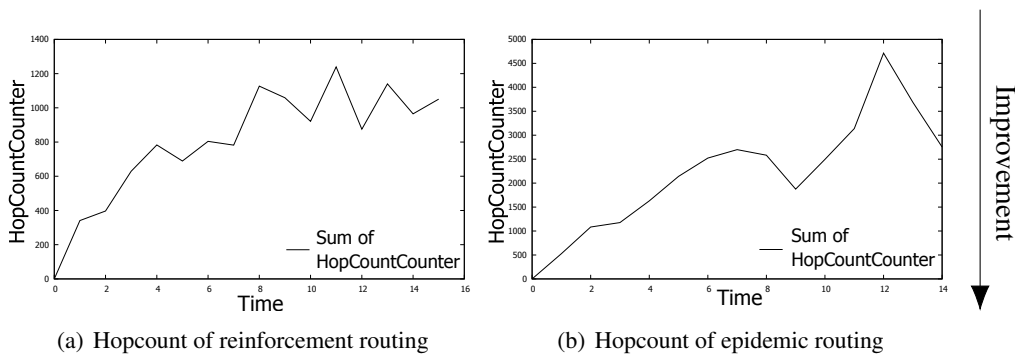 1400
1200
1000
800
600
400
200
0
HopCountCounter
Sum of
HopCountCounter
0 2 4 6 8 10 12 14 16
Time
(a) Hopcount of reinforcement routing
5000
4500
4000
3500
3000
2500
2000
1500
1000
500
0
HopCountCounter
Sum of
HopCountCounter
0 2 4 6 8 10 12 14
Time
(b) Hopcount of epidemic routing
Improvement